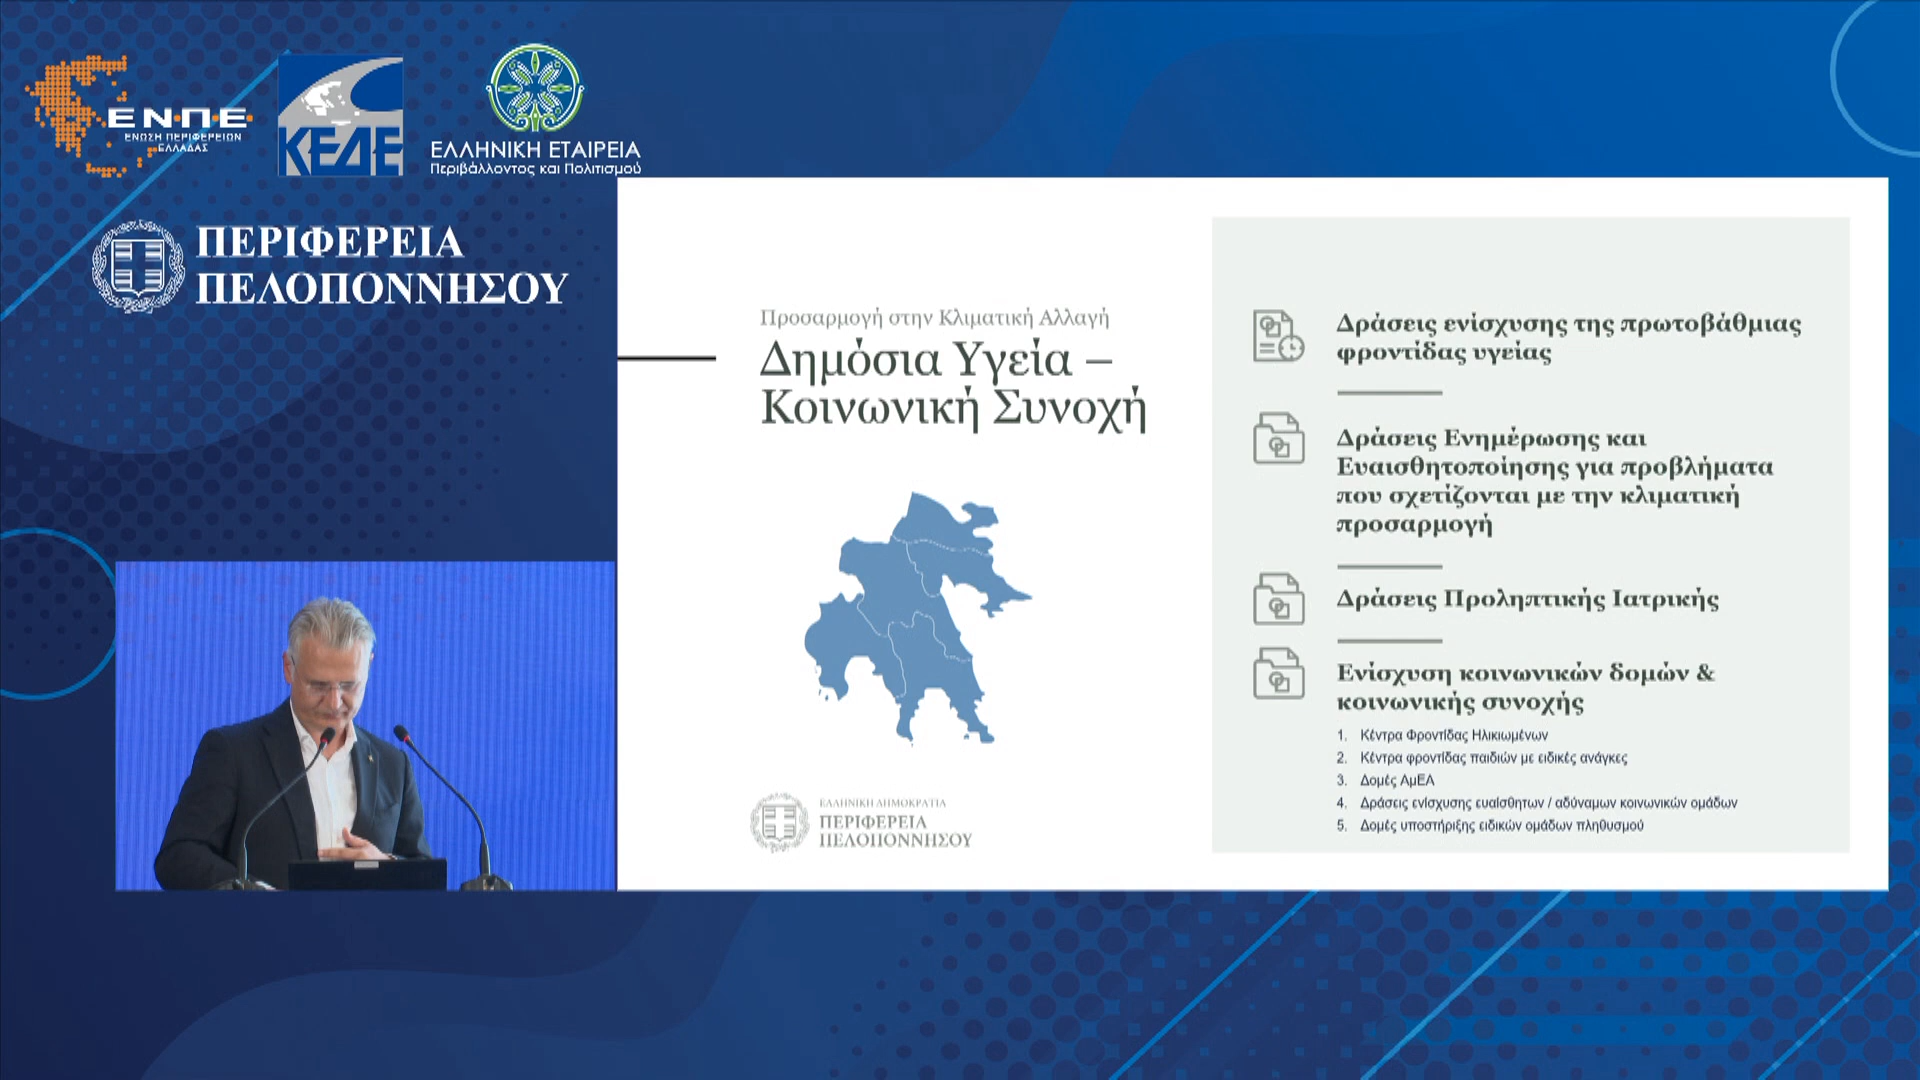 ΕΝΠΕ
ΕΝΩΣΗ ΠΕΡΙΦΕΡΕΙΩΝ
ΕΛΛΑΔΑΣ
ΚΕΔΕ
ΕΛΛΗΝΙΚΗ ΕΤΑΙΡΕΙΑ
Περιβάλλοντος και Πολιτισμού
ΠΕΡΙΦΕΡΕΙΑ
ΠΕΛΟΠΟΝΝΗΣΟΥ
Προσαρμογή στην Κλιματική Αλλαγή
Δημόσια Υγεία –
Κοινωνική Συνοχή
ΕΛΛΗΝΙΚΗ ΔΗΜΟΚΡΑΤΙΑ
ΠΕΡΙΦΕΡΕΙΑ
ΠΕΛΟΠΟΝΝΗΣΟΥ
Δράσεις ενίσχυσης της πρωτοβάθμιας
φροντίδας υγείας
Δράσεις Ενημέρωσης και
Ευαισθητοποίησης για προβλήματα
που σχετίζονται με την κλιματική
προσαρμογή
Δράσεις Προληπτικής Ιατρικής
Ενίσχυση κοινωνικών δομών &
κοινωνικής συνοχής
1. Κέντρα Φροντίδας Ηλικιωμένων
2. Κέντρα φροντίδας παιδιών με ειδικές ανάγκες
3. Δομές ΑμΕΑ
4. Δράσεις ενίσχυσης ευαίσθητων / αδύναμων κοινωνικών ομάδων
5. Δομές υποστήριξης ειδικών ομάδων πληθυσμού